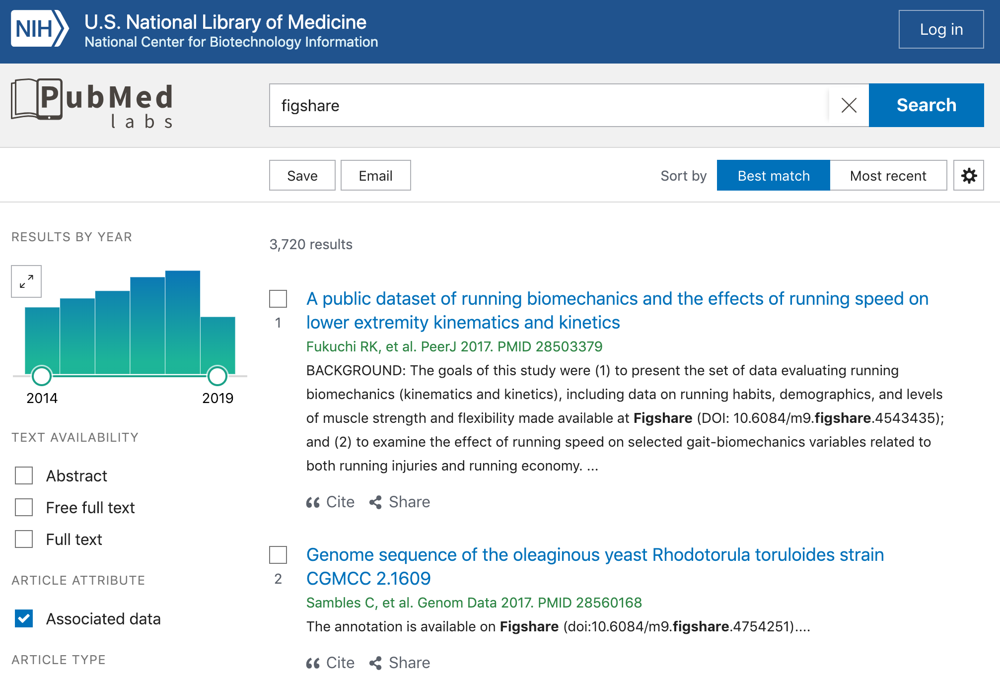 NIH
U.S. National Library of Medicine
National Center for Biotechnology Information
Log in
PubMed
labs
figshare
Search
Save
Email
Sort by
Best match
Most recent
RESULTS BY YEAR
2014
2019
TEXT AVAILABILITY
Abstract
Free full text
Full text
ARTICLE ATTRIBUTE
Associated data
ARTICLE TYPE
3,720 results
1
A public dataset of running biomechanics and the effects of running speed on
lower extremity kinematics and kinetics
Fukuchi RK, et al. PeerJ 2017. PMID 28503379
BACKGROUND: The goals of this study were (1) to present the set of data evaluating running
biomechanics (kinematics and kinetics), including data on running habits, demographics, and levels
of muscle strength and flexibility made available at Figshare (DOI: 10.6084/m9.figshare.4543435);
and (2) to examine the effect of running speed on selected gait-biomechanics variables related to
both running injuries and running economy. ...
Cite
Share
2
Genome sequence of the oleaginous yeast Rhodotorula toruloides strain
CGMCC 2.1609
Sambles C, et al. Genom Data 2017. PMID 28560168
The annotation is available on Figshare (doi:10.6084/m9.figshare.4754251)....
Cite
Share